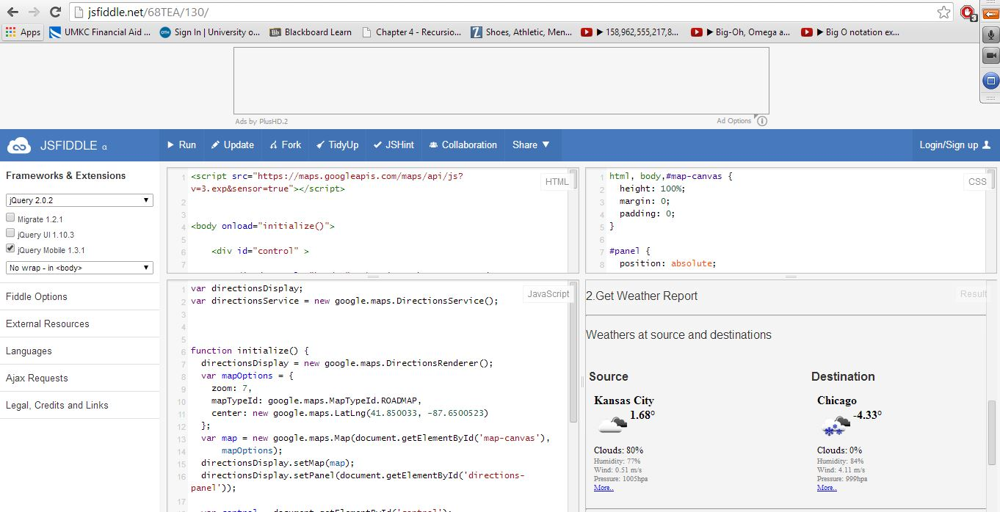 jsfiddle.net/68TEA/130/
3
Apps
UMKC Financial Aid ...
OTH
Sign In | University o...
Bb
Blackboard Learn
Chapter 4 - Recursio...
Z
Shoes, Athletic, Men...
▶ 158,962,555,217,8...
▶ Big-Oh, Omega a...
▶ Big O notation ex...
Ads by PlusHD.2
Ad Options
JSFIDDLE α
Run
Update
Fork
TidyUp
JSHint
Collaboration
Share ▼
Login/Sign up
Frameworks & Extensions
jQuery 2.0.2
Migrate 1.2.1
jQuery UI 1.10.3
jQuery Mobile 1.3.1
No wrap - in <body>
Fiddle Options
External Resources
Languages
Ajax Requests
Legal, Credits and Links
HTML
1 <script src="https://maps.googleapis.com/maps/api/js?
v=3.exp&sensor=true"></script>
2
3
4 <body onload="initialize()">
5
6 <div id="control" >
7
CSS
1 html, body,#map-canvas {
2 height: 100%;
3 margin: 0;
4 padding: 0;
5 }
6
7 #panel {
8 position: absolute;
JavaScript
1 var directionsDisplay;
2 var directionsService = new google.maps.DirectionsService();
3
4
5
6 function initialize() {
7 directionsDisplay = new google.maps.DirectionsRenderer();
8 var mapOptions = {
9 zoom: 7,
10 mapTypeId: google.maps.MapTypeId.ROADMAP,
11 center: new google.maps.LatLng(41.850033, -87.6500523)
12 };
13 var map = new google.maps.Map(document.getElementById('map-canvas'),
14 mapOptions);
15 directionsDisplay.setMap(map);
16 directionsDisplay.setPanel(document.getElementById('directions-
panel'));
17
18 var control = document.getElementById('control');
Result
2.Get Weather Report
Weathers at source and destinations
Source
Kansas City
1.68°
Clouds: 80%
Humidity: 77%
Wind: 0.51 m/s
Pressure: 1005hpa
More..
Destination
Chicago
-4.33°
Clouds: 0%
Humidity: 84%
Wind: 4.11 m/s
Pressure: 999hpa
More..